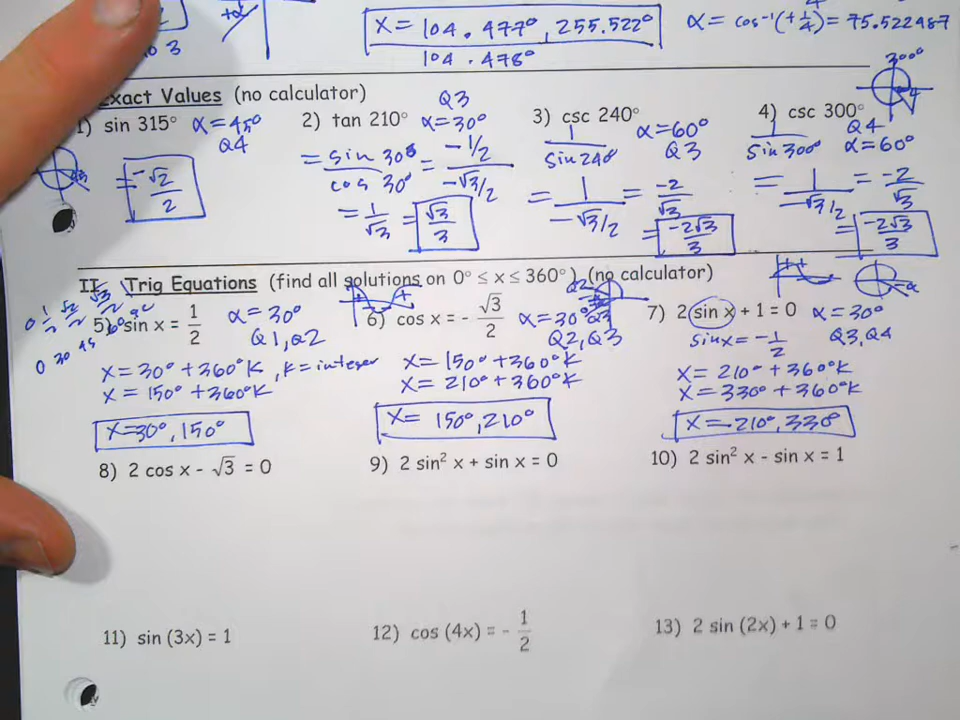 X = 104.477°, 255.522°
104.478°
α = cos⁻¹(+1/4) = 75.522487
300°
Exact Values (no calculator)
1) sin 315° α = 45°
Q4
= -√2/2
2) tan 210° α = 30°
Q3
= sin 30°/cos 30° = -1/2/-√3/2
= 1/√3 = √3/3
3) csc 240° α = 60°
Q3
1/sin 240°
= 1/-√3/2 = -2/√3
= -2√3/3
4) csc 300°
Q4
α = 60°
1/sin 300°
= 1/-√3/2 = -2/√3
= -2√3/3
II. Trig Equations (find all solutions on 0° ≤ x ≤ 360°) (no calculator)
5) sin x = 1/2 α = 30°
Q1, Q2
X = 30° + 360°K, K = integer
X = 150° + 360°K
X = 30°, 150°
6) cos x = - √3/2 α = 30°
Q2, Q3
X = 150° + 360°K
X = 210° + 360°K
X = 150°, 210°
7) 2 sin x + 1 = 0 α = 30°
sin x = -1/2 Q3, Q4
X = 210° + 360°K
X = 330° + 360°K
X = 210°, 330°
8) 2 cos x - √3 = 0
9) 2 sin² x + sin x = 0
10) 2 sin² x - sin x = 1
11) sin (3x) = 1
12) cos (4x) = - 1/2
13) 2 sin (2x) + 1 = 0